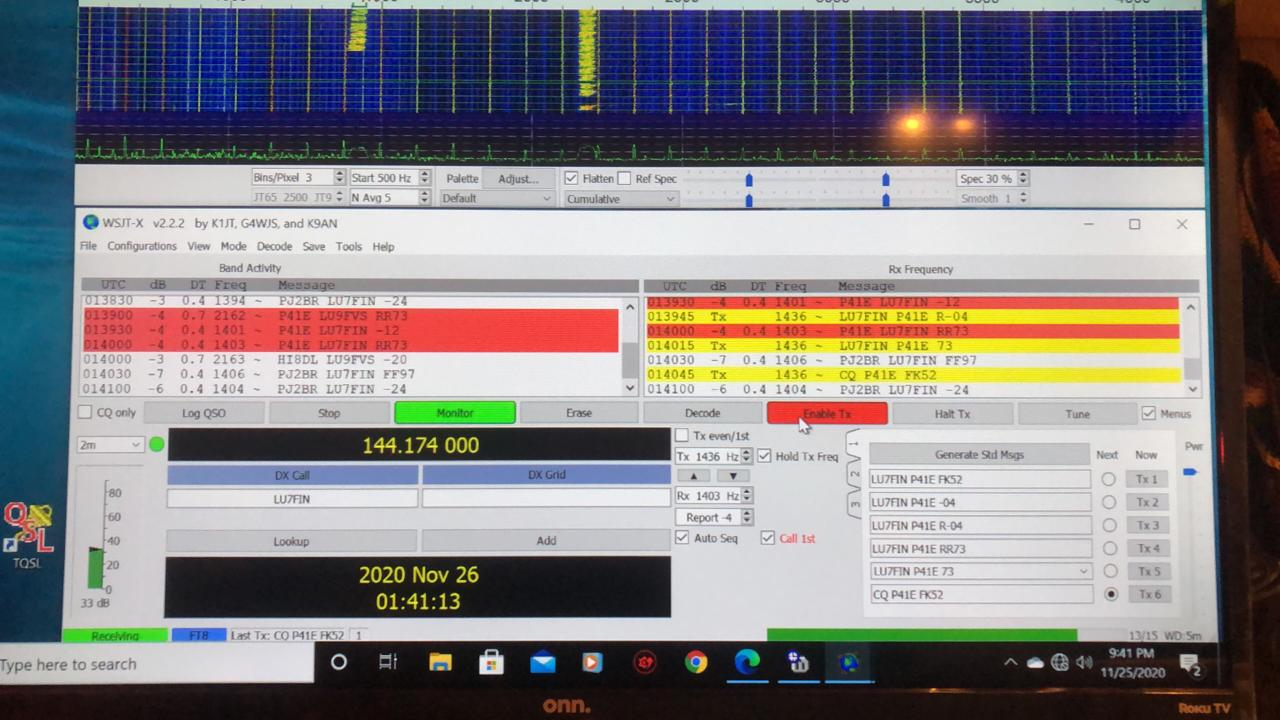 Bins/Pixel 3 Start 500 Hz Palette Adjust... Flatten Ref Spec Spec 30 %
JT65 2500 JT9 N Avg 5 Default Cumulative Smooth 1
WSJT-X v2.2.2 by K1JT, G4WJS, and K9AN
File Configurations View Mode Decode Save Tools Help
Band Activity
UTC dB DT Freq Message
013830 -3 0.4 1394 ~ PJ2BR LU7FIN -24
013900 -4 0.7 2162 ~ P41E LU9FVS RR73
013930 -4 0.4 1401 ~ P41E LU7FIN -12
014000 -4 0.4 1403 ~ P41E LU7FIN RR73
014000 -3 0.7 2163 ~ HI8DL LU9FVS -20
014030 -7 0.4 1406 ~ PJ2BR LU7FIN FF97
014100 -6 0.4 1404 ~ PJ2BR LU7FIN -24
Rx Frequency
UTC dB DT Freq Message
013930 -4 0.4 1401 ~ P41E LU7FIN -12
013945 Tx 1436 ~ LU7FIN P41E R-04
014000 -4 0.4 1403 ~ P41E LU7FIN RR73
014015 Tx 1436 ~ LU7FIN P41E 73
014030 -7 0.4 1406 ~ PJ2BR LU7FIN FF97
014045 Tx 1436 ~ CQ P41E FK52
014100 -6 0.4 1404 ~ PJ2BR LU7FIN -24
CQ only Log QSO Stop Monitor Erase Decode Enable Tx Halt Tx Tune Menus
2m
144.174 000
Tx even/1st
Tx 1436 Hz Hold Tx Freq
DX Call DX Grid
LU7FIN
Rx 1403 Hz
Report -4
Auto Seq Call 1st
Lookup Add
2020 Nov 26
01:41:13
80
60
40
20
0
33 dB
1
2
3
Generate Std Msgs Next Now Pwr
LU7FIN P41E FK52 Tx 1
LU7FIN P41E -04 Tx 2
LU7FIN P41E R-04 Tx 3
LU7FIN P41E RR73 Tx 4
LU7FIN P41E 73 Tx 5
CQ P41E FK52 Tx 6
Receiving FT8 Last Tx: CQ P41E FK52 1 13/15 WD:5m
QSL
TQSL
Type here to search
9:41 PM
11/25/2020
2
onn.
Roku TV